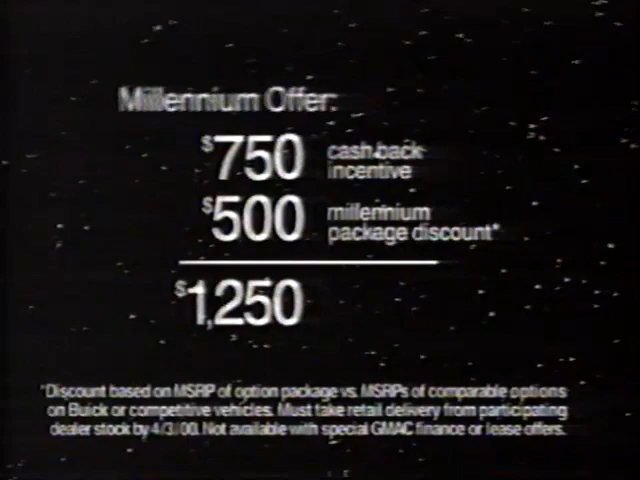 Millennium Offer:
$750 cash back
incentive
$500 millennium
package discount*
$1,250
*Discount based on MSRP of option package vs. MSRPs of comparable options
on Buick or competitive vehicles. Must take retail delivery from participating
dealer stock by 4/3/00. Not available with special GMAC finance or lease offers.